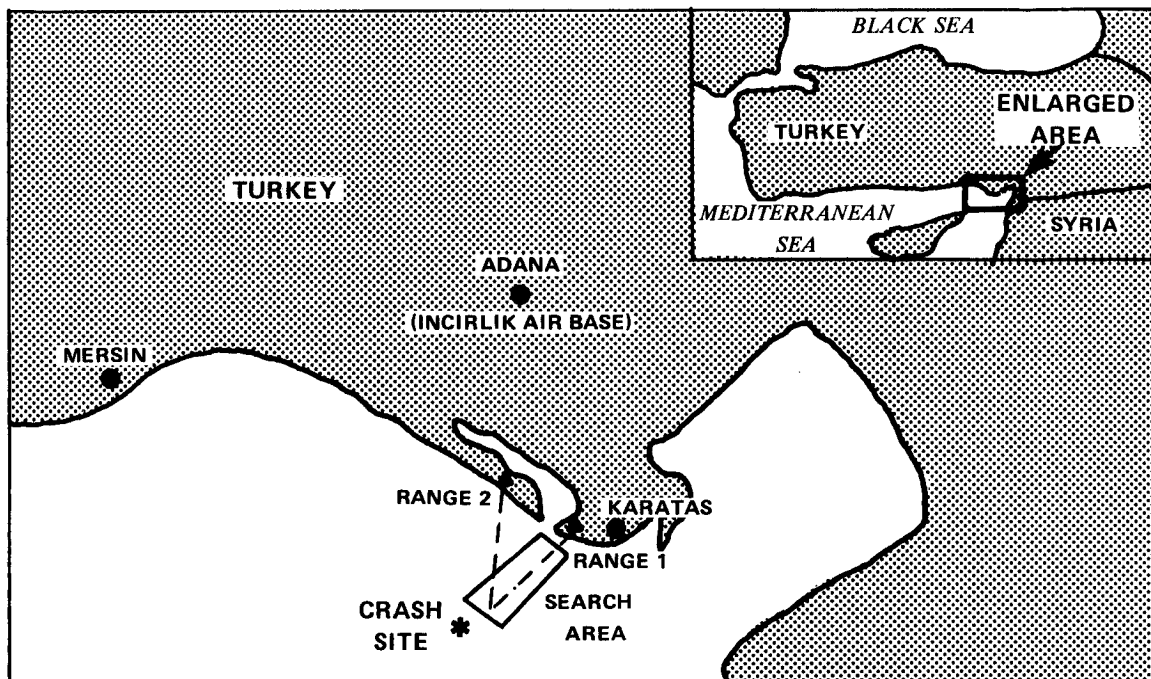 BLACK SEA
ENLARGED
AREA
TURKEY
MEDITERRANEAN
SEA
SYRIA
TURKEY
ADANA
(INCIRLIK AIR BASE)
MERSIN
RANGE 2
KARATAS
RANGE 1
SEARCH
AREA
CRASH
SITE